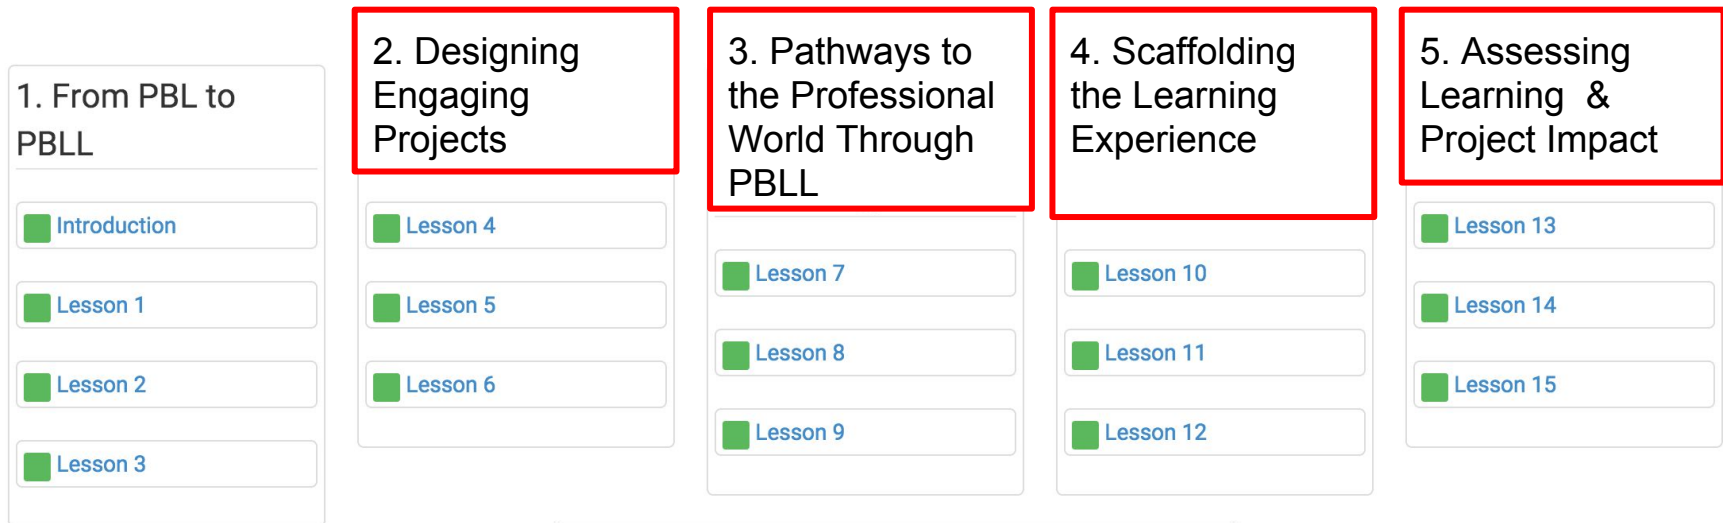 1. From PBL to
PBLL
Introduction
Lesson 1
Lesson 2
Lesson 3
2. Designing
Engaging
Projects
Lesson 4
Lesson 5
Lesson 6
3. Pathways to
the Professional
World Through
PBLL
Lesson 7
Lesson 8
Lesson 9
4. Scaffolding
the Learning
Experience
Lesson 10
Lesson 11
Lesson 12
5. Assessing
Learning &
Project Impact
Lesson 13
Lesson 14
Lesson 15